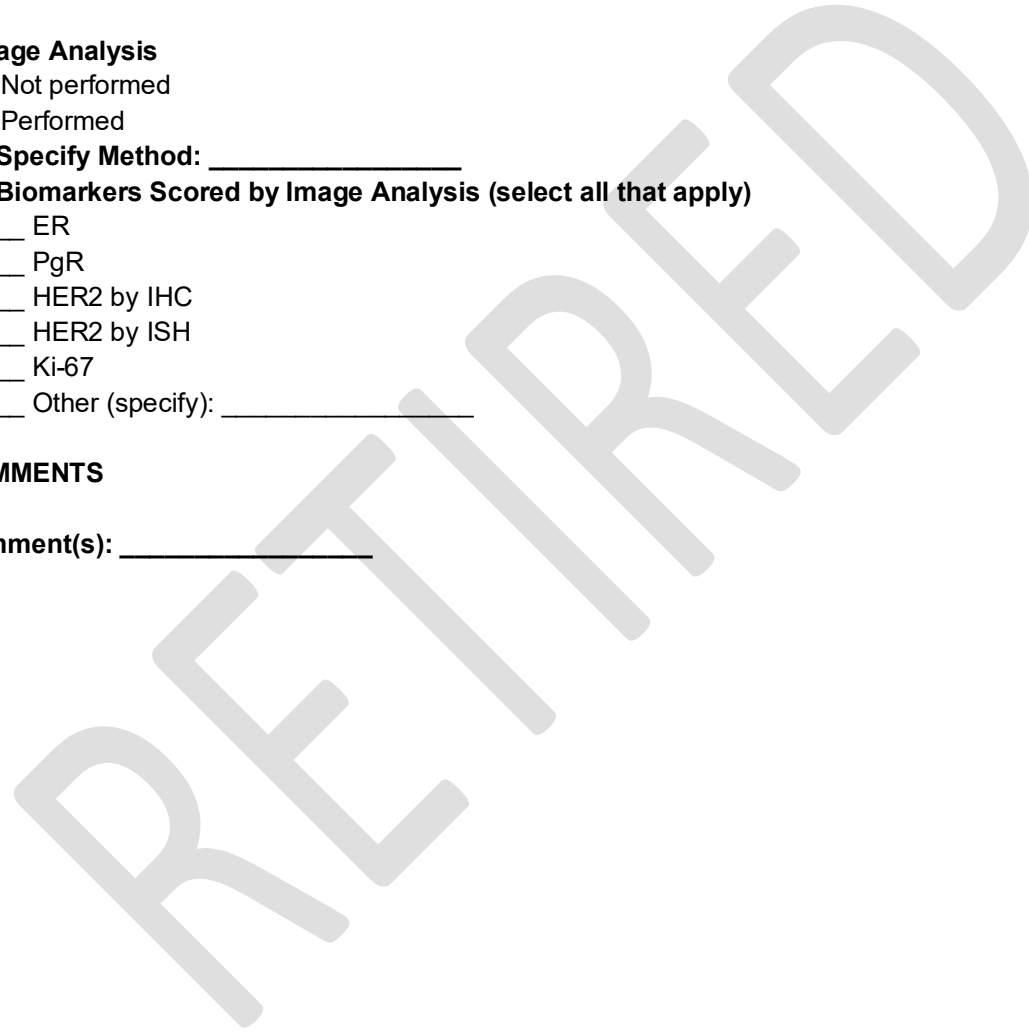 age Analysis
Not performed
Performed
Specify Method: _________________
Biomarkers Scored by Image Analysis (select all that apply)
__ ER
__ PgR
__ HER2 by IHC
__ HER2 by ISH
__ Ki-67
__ Other (specify): _________________
MMENTS
nment(s): _________________
RETIRED